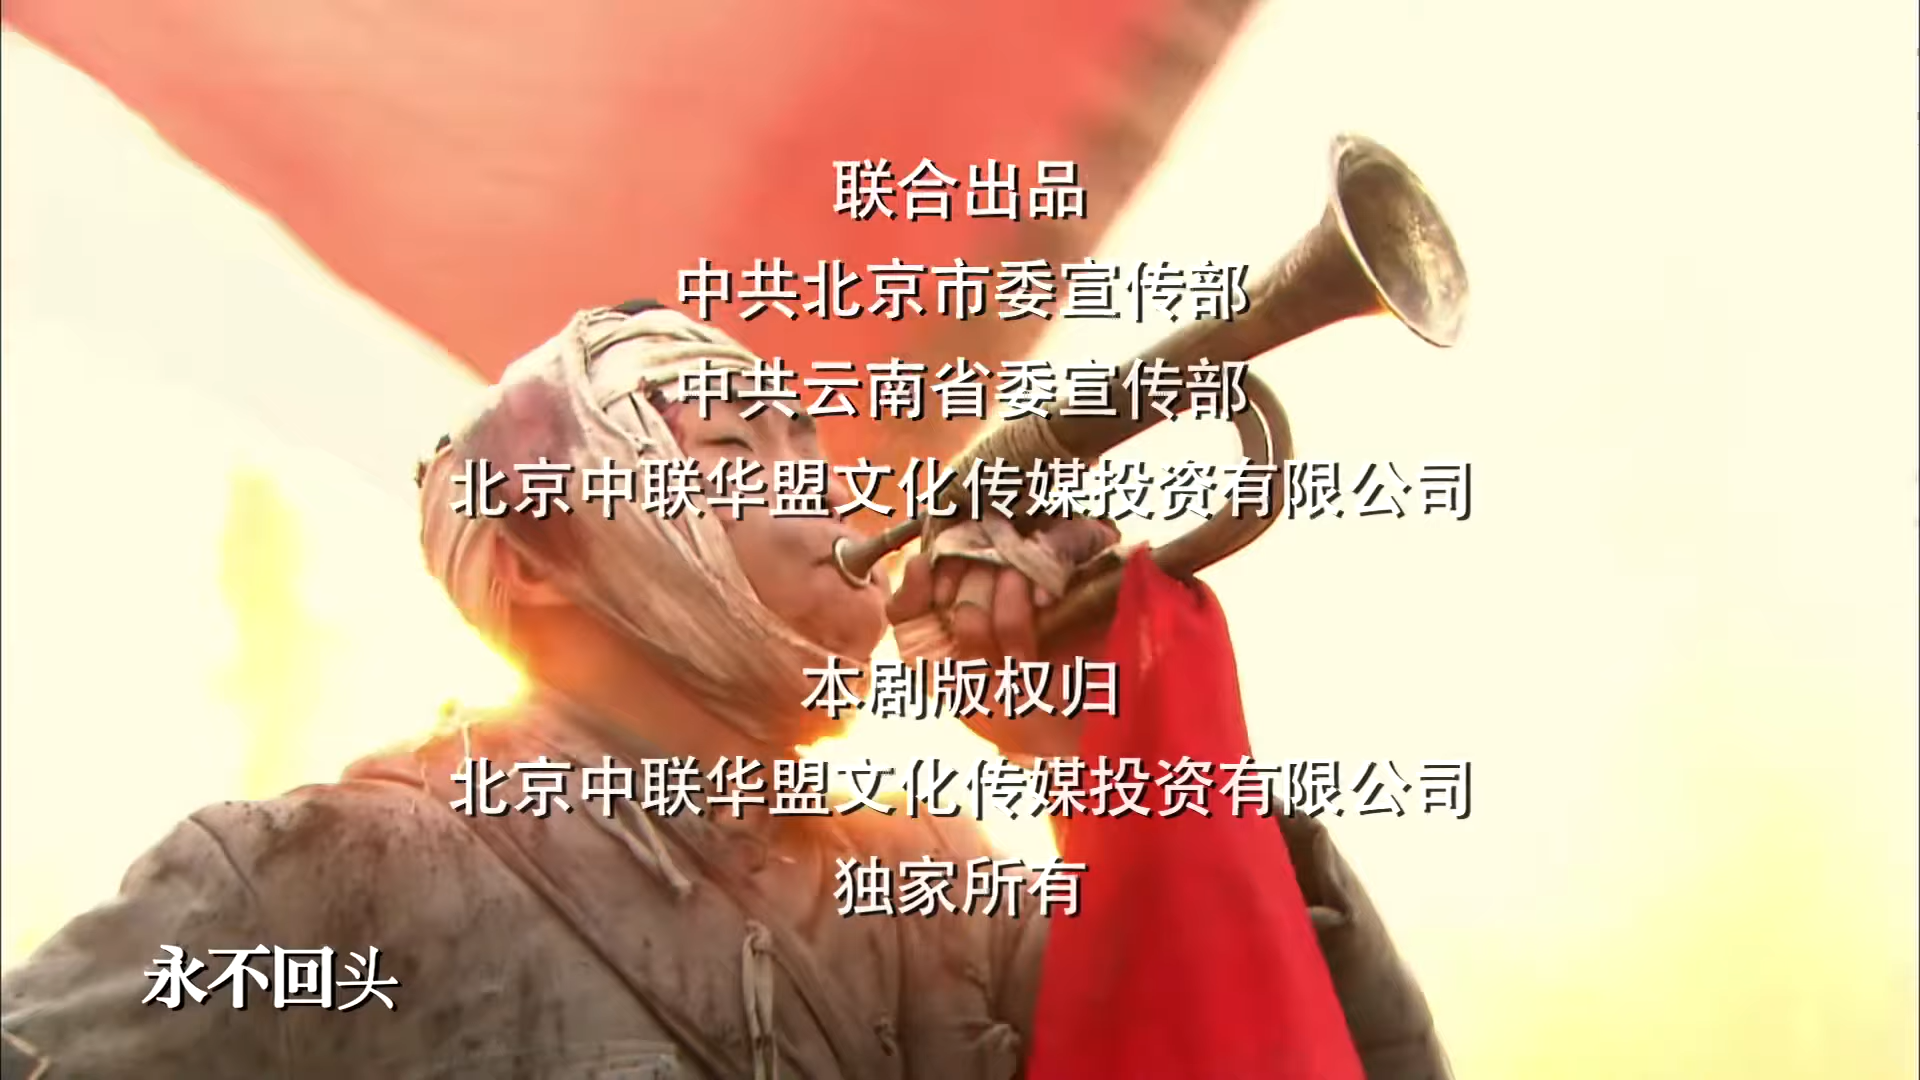 联合出品
中共北京市委宣传部
中共云南省委宣传部
北京中联华盟文化传媒投资有限公司
本剧版权归
北京中联华盟文化传媒投资有限公司
独家所有
永不回头